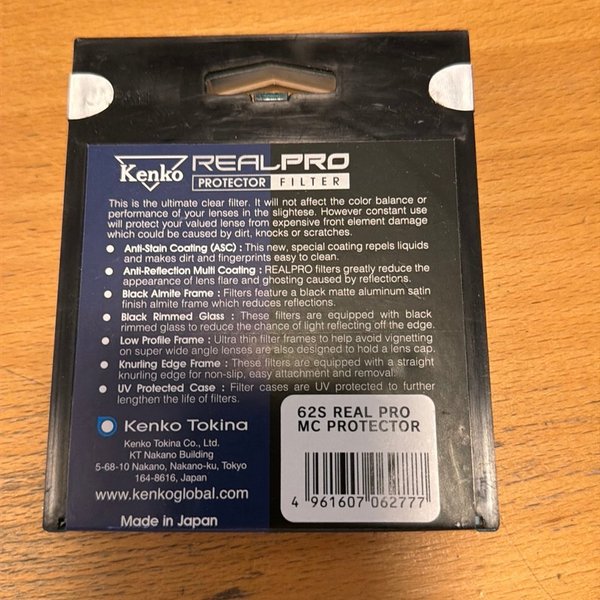 Kenko REALPRO
PROTECTOR FILTER
This is the ultimate clear filter. It will not affect the color balance or
performance of your lenses in the slightese. However constant use
will protect your valued lense from expensive front element damage
which could be caused by dirt, knocks or scratches.
● Anti-Stain Coating (ASC) : This new, special coating repels liquids
and makes dirt and fingerprints easy to clean.
● Anti-Reflection Multi Coating : REALPRO filters greatly reduce the
appearance of lens flare and ghosting caused by reflections.
● Black Almite Frame : Filters feature a black matte aluminum satin
finish almite frame which reduces reflections.
● Black Rimmed Glass : These filters are equipped with black
rimmed glass to reduce the chance of light reflecting off the edge.
● Low Profile Frame : Ultra thin filter frames to help avoid vignetting
on super wide angle lenses are also designed to hold a lens cap.
● Knurling Edge Frame : These filters are equipped with a straight
knurling edge for non-slip, easy attachment and removal.
● UV Protected Case : Filter cases are UV protected to further
lengthen the life of filters.
Kenko Tokina
Kenko Tokina Co., Ltd.
KT Nakano Building
5-68-10 Nakano, Nakano-ku, Tokyo
164-8616, Japan
www.kenkoglobal.com
Made in Japan
62S REAL PRO
MC PROTECTOR
4 961607 062777